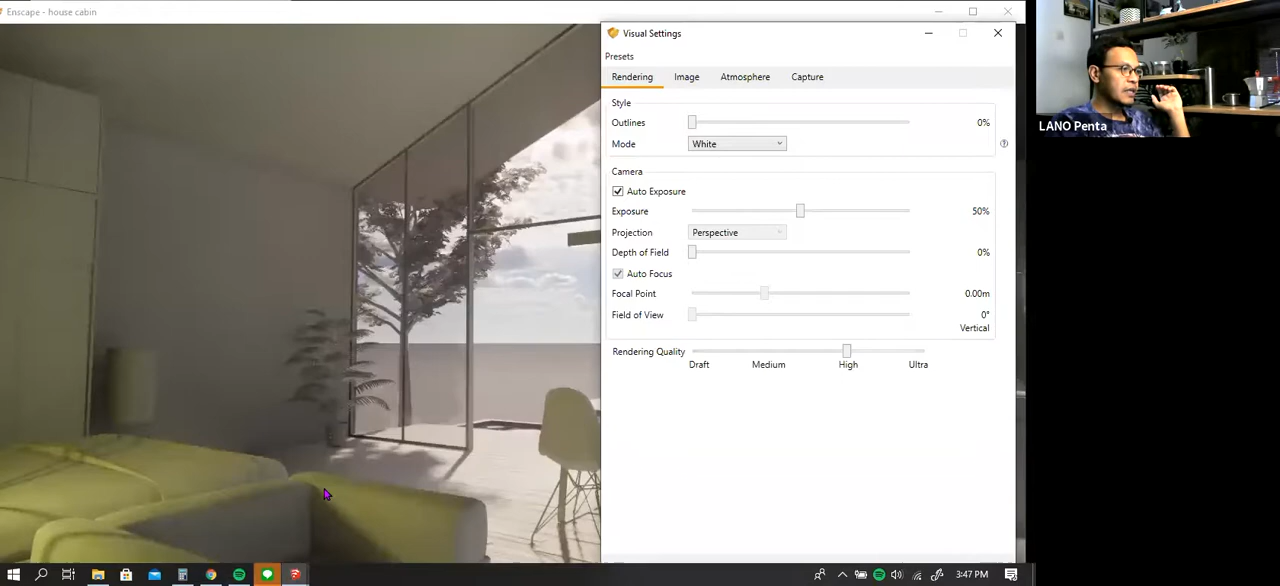 Enscape - house cabin
Visual Settings
Presets
Rendering Image Atmosphere Capture
Style
Outlines 0%
Mode White
Camera
Auto Exposure
Exposure 50%
Projection Perspective
Depth of Field 0%
Auto Focus
Focal Point 0.00m
Field of View 0°
Vertical
Rendering Quality
Draft Medium High Ultra
LANO Penta
3:47 PM